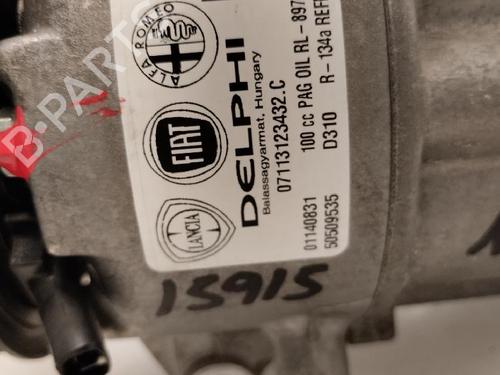 ALFA ROMEO
FIAT
LANCIA
DELPHI
Balassagyarmat, Hungary
07113123432.C
100 cc PAG OIL RL-897
D310 R-134a REF
01140831
50509535
15915
B-PARTS